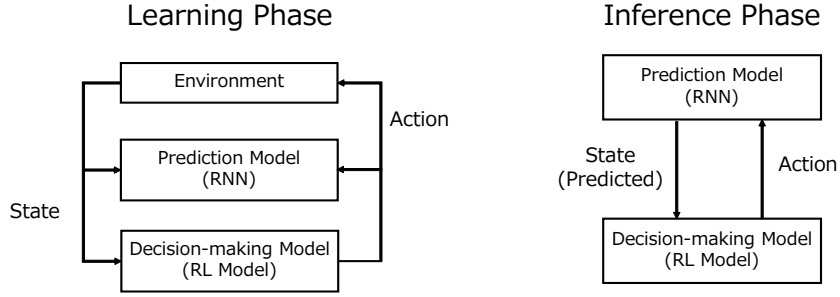 Learning Phase
Environment
Action
Prediction Model
(RNN)
State
Decision-making Model
(RL Model)
Inference Phase
Prediction Model
(RNN)
State
(Predicted)
Action
Decision-making Model
(RL Model)